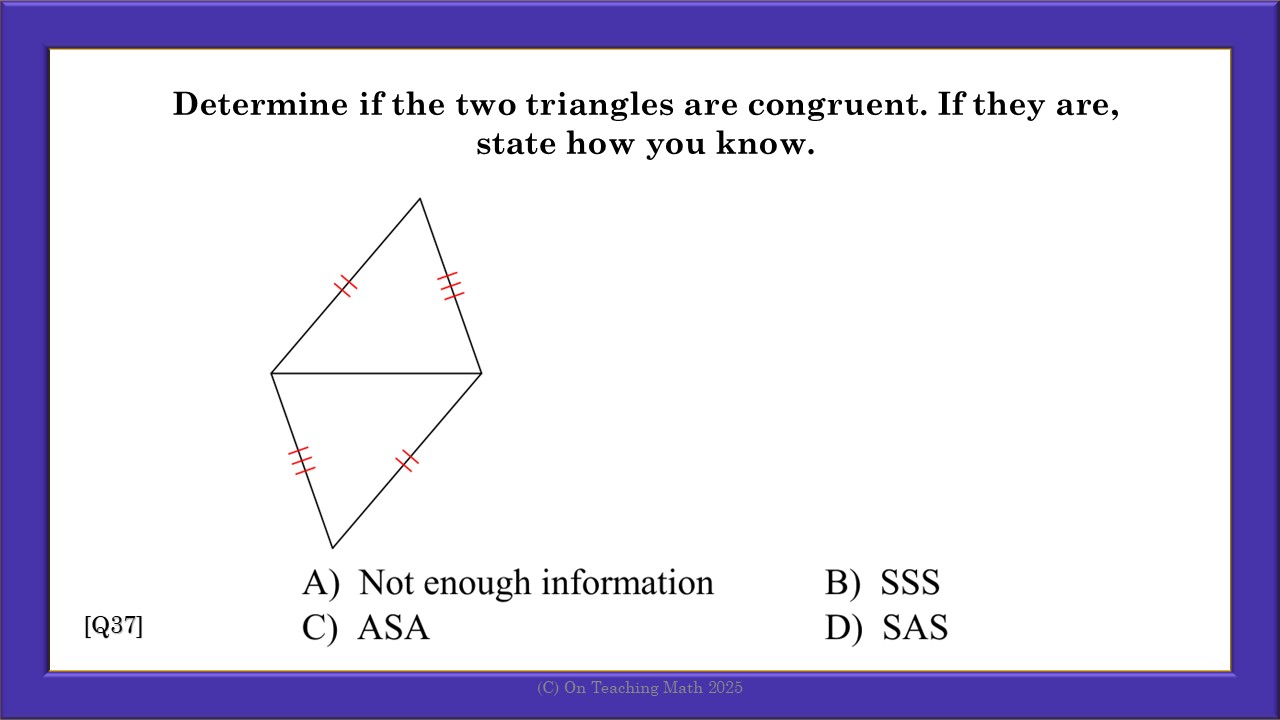 Determine if the two triangles are congruent. If they are,
state how you know.
A) Not enough information B) SSS
[Q37] C) ASA D) SAS
(C) On Teaching Math 2025